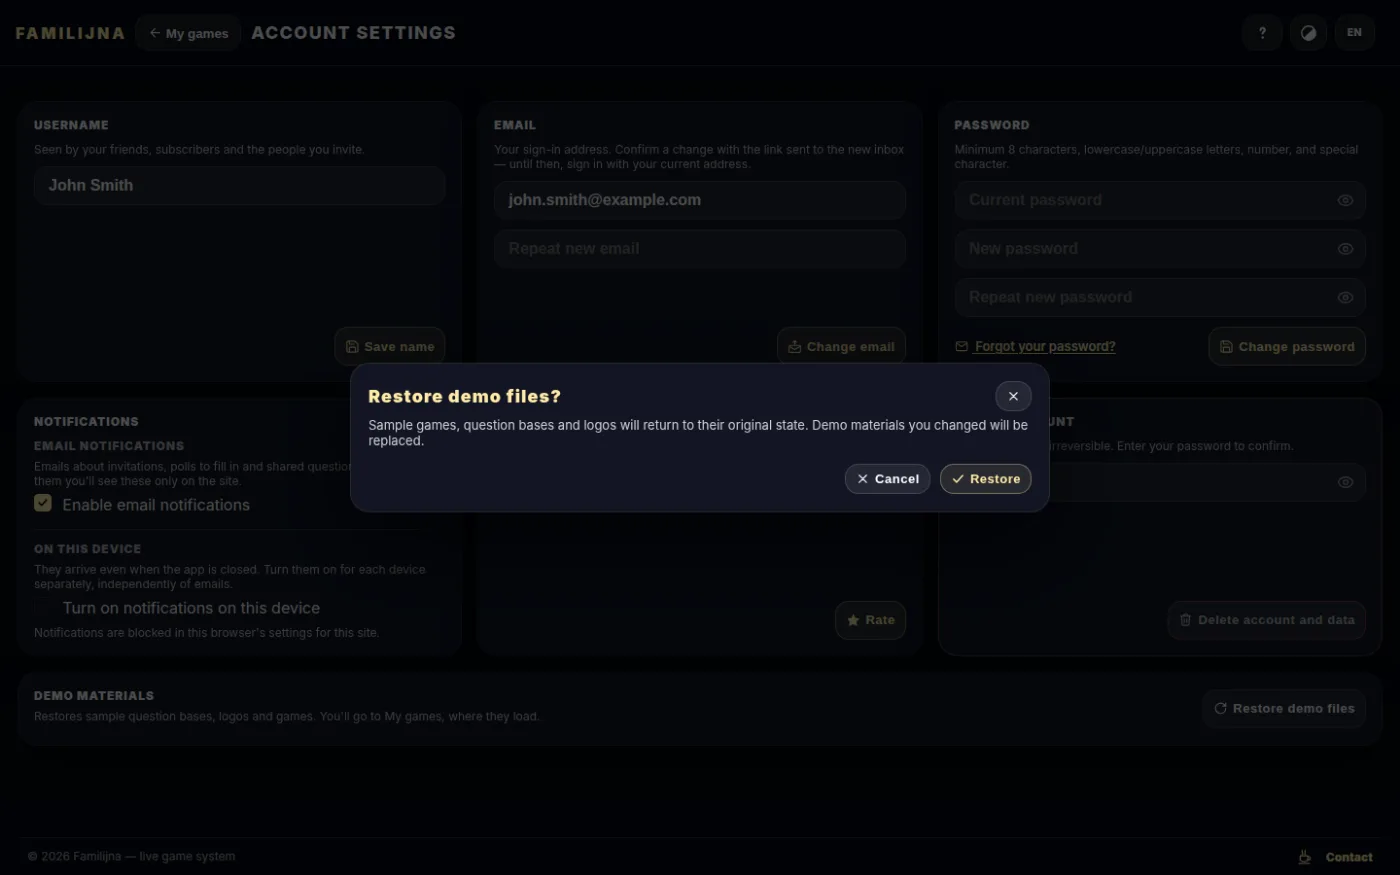 FAMILIJNA
← My games
ACCOUNT SETTINGS
?
EN
USERNAME
Seen by your friends, subscribers and the people you invite.
John Smith
Save name
EMAIL
Your sign-in address. Confirm a change with the link sent to the new inbox
— until then, sign in with your current address.
john.smith@example.com
Repeat new email
Change email
PASSWORD
Minimum 8 characters, lowercase/uppercase letters, number, and special
character.
Current password
New password
Repeat new password
Forgot your password?
Change password
Restore demo files?
Sample games, question bases and logos will return to their original state. Demo materials you changed will be
replaced.
Cancel
Restore
NOTIFICATIONS
EMAIL NOTIFICATIONS
Emails about invitations, polls to fill in and shared question
them you'll see these only on the site.
Enable email notifications
ON THIS DEVICE
They arrive even when the app is closed. Turn them on for each device
separately, independently of emails.
Turn on notifications on this device
Notifications are blocked in this browser's settings for this site.
Rate
UNT
irreversible. Enter your password to confirm.
Delete account and data
DEMO MATERIALS
Restores sample question bases, logos and games. You'll go to My games, where they load.
Restore demo files
© 2026 Familijna — live game system
Contact